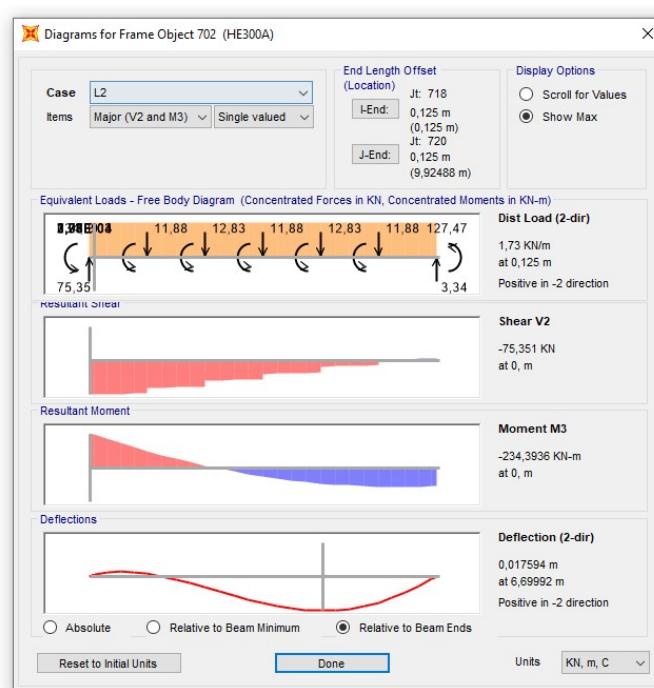 Diagrams for Frame Object 702 (HE300A)
Case
L2
Items
Major (V2 and M3)
Single valued
End Length Offset
(Location)
I-End:
Jt: 718
0,125 m
(0,125 m)
J-End:
Jt: 720
0,125 m
(9,92488 m)
Display Options
Scroll for Values
Show Max
Equivalent Loads - Free Body Diagram (Concentrated Forces in KN, Concentrated Moments in KN-m)
11,88 12,83 11,88 12,83 11,88 127,47
75,35 3,34
Dist Load (2-dir)
1,73 KN/m
at 0,125 m
Positive in -2 direction
Resultant Shear
Shear V2
-75,351 KN
at 0, m
Resultant Moment
Moment M3
-234,3936 KN-m
at 0, m
Deflections
Deflection (2-dir)
0,017594 m
at 6,69992 m
Positive in -2 direction
Absolute
Relative to Beam Minimum
Relative to Beam Ends
Reset to Initial Units
Done
Units
KN, m, C